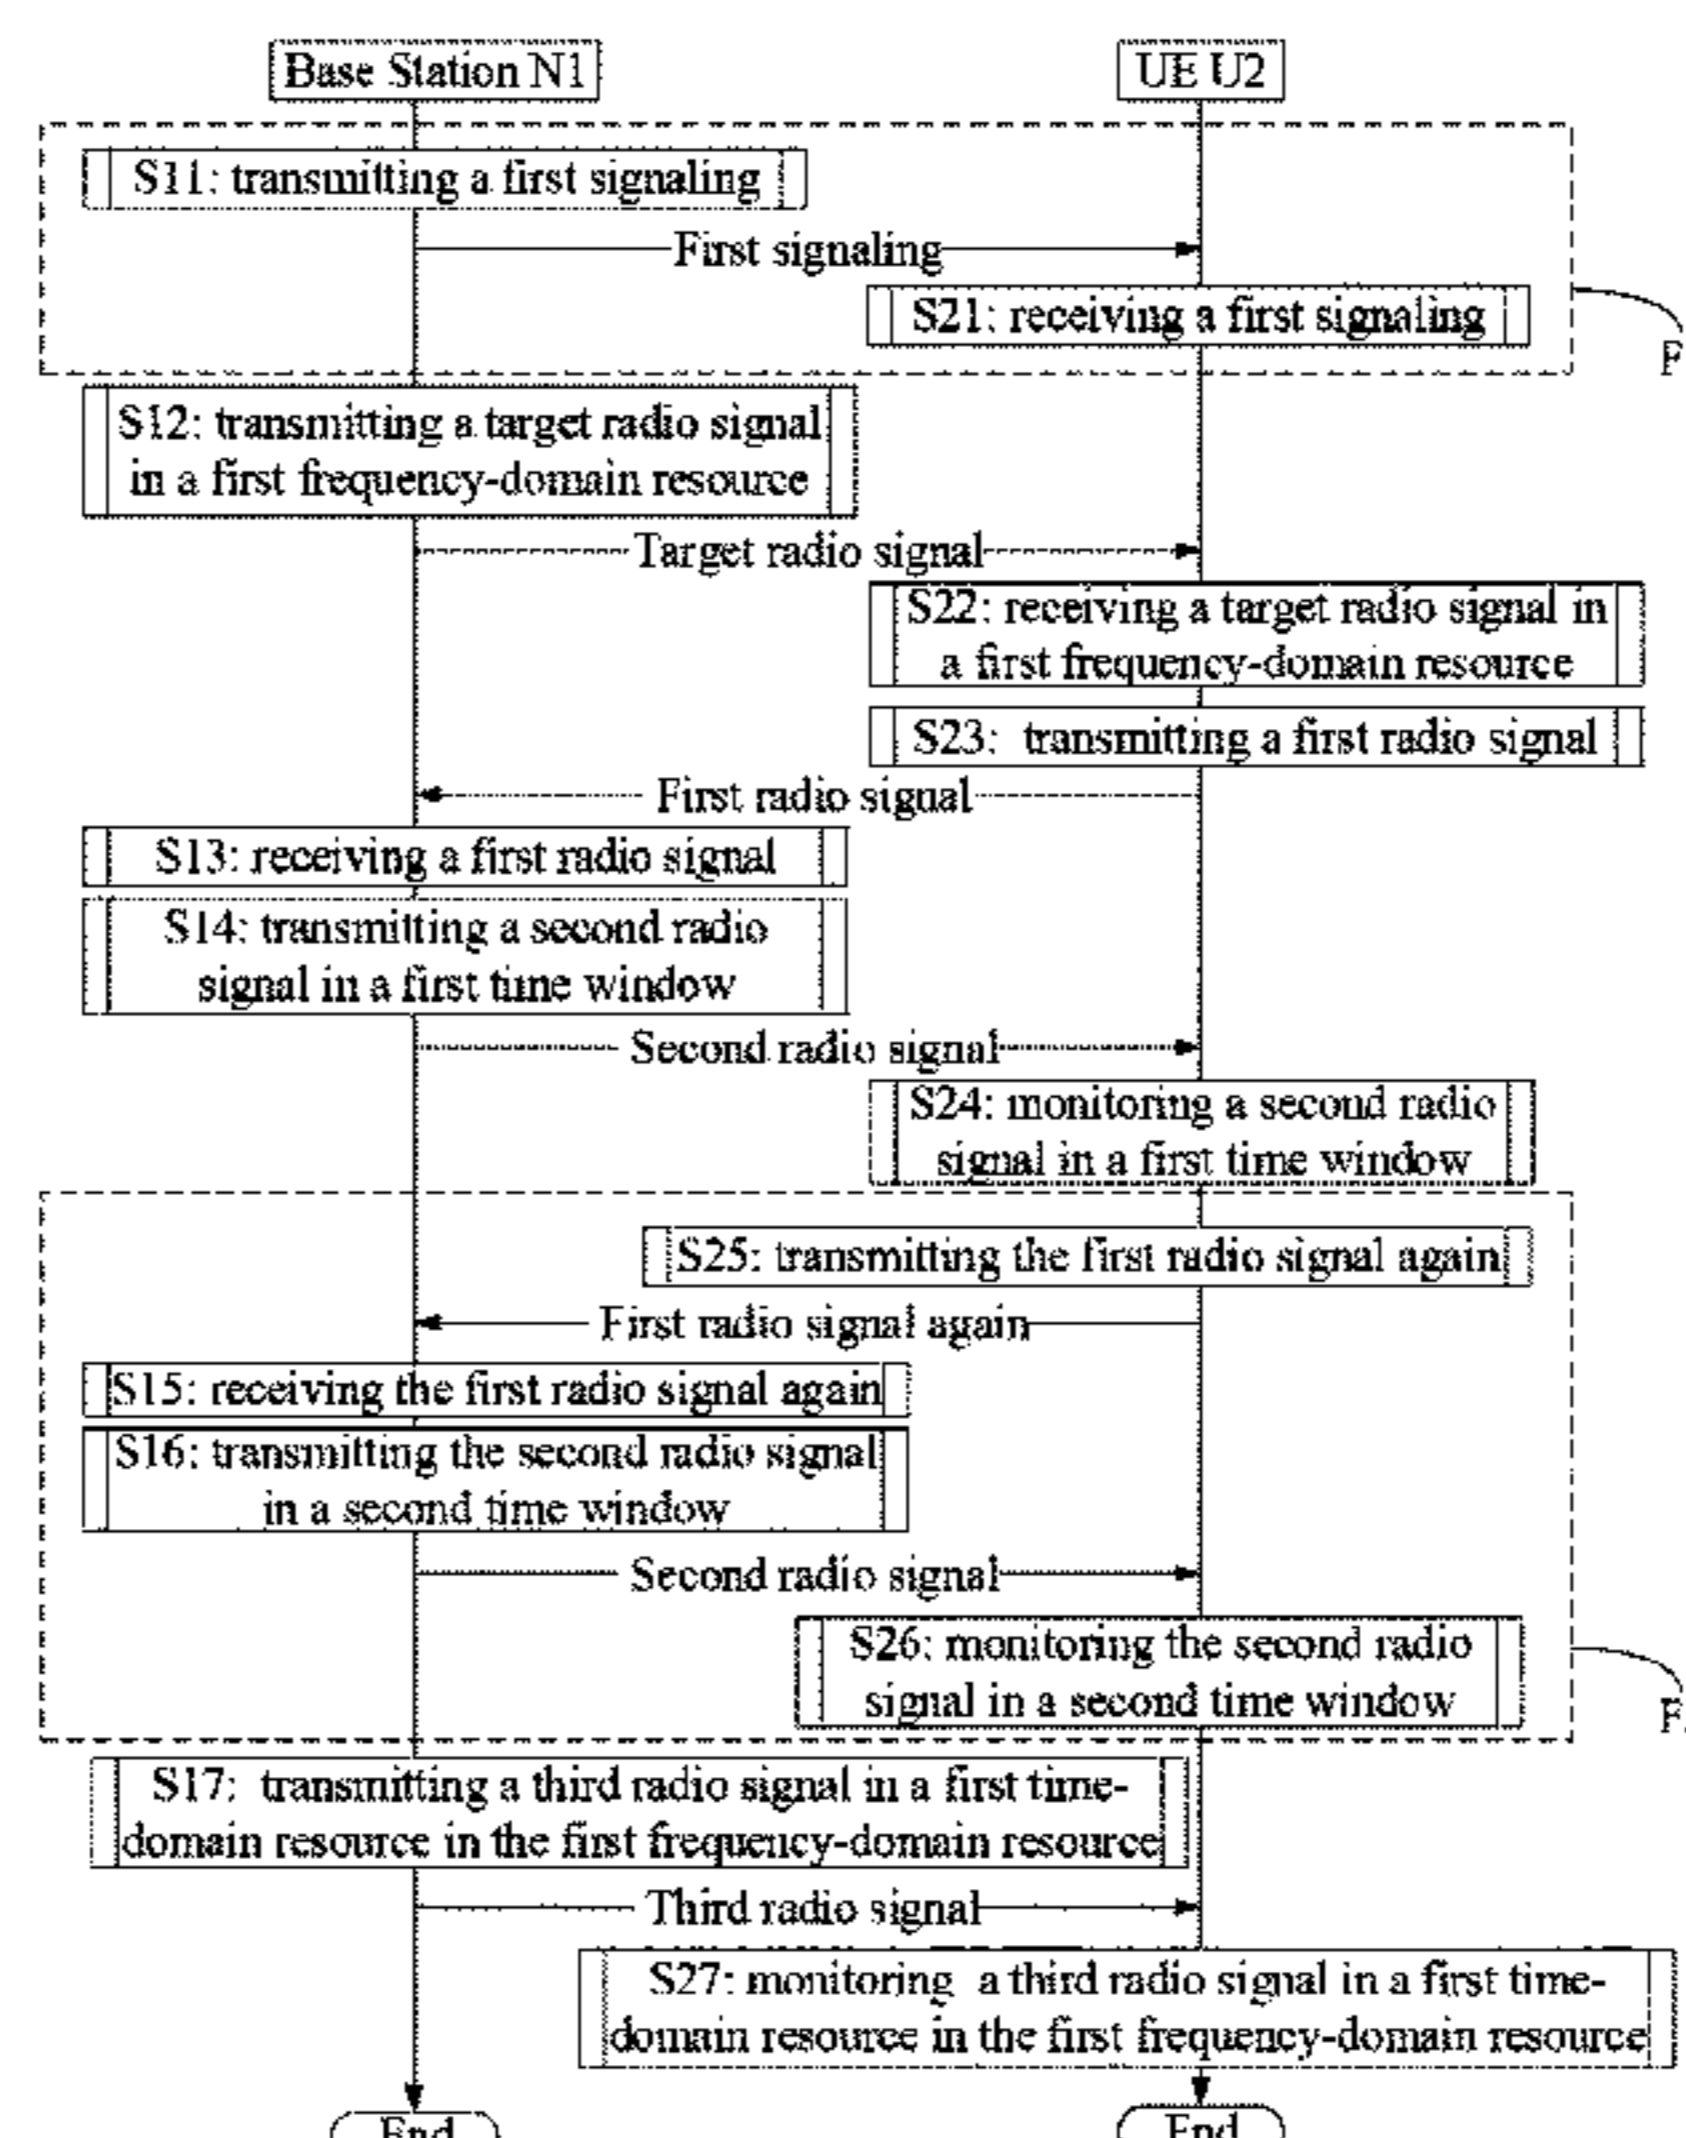 Base Station N1
UE U2
S11: transmitting a first signaling
First signaling
S21: receiving a first signaling
F
S12: transmitting a target radio signal
in a first frequency-domain resource
Target radio signal
S22: receiving a target radio signal in
a first frequency-domain resource
S23: transmitting a first radio signal
First radio signal
S13: receiving a first radio signal
S14: transmitting a second radio
signal in a first time window
Second radio signal
S24: monitoring a second radio
signal in a first time window
S25: transmitting the first radio signal again
First radio signal again
S15: receiving the first radio signal again
S16: transmitting the second radio signal
in a second time window
Second radio signal
S26: monitoring the second radio
signal in a second time window
F
S17: transmitting a third radio signal in a first time-
domain resource in the first frequency-domain resource
Third radio signal
S27: monitoring a third radio signal in a first time-
domain resource in the first frequency-domain resource
End
End